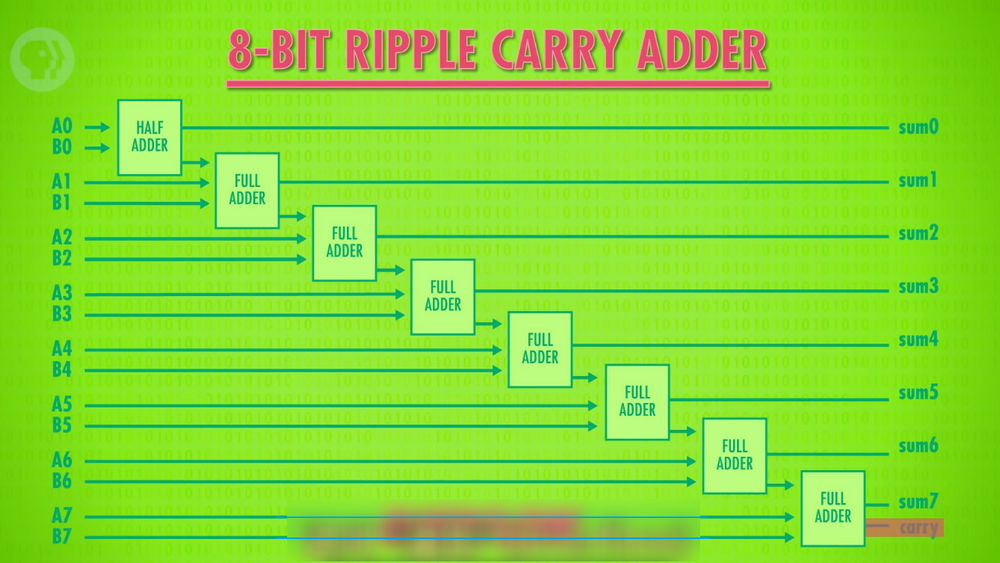 8-BIT RIPPLE CARRY ADDER
A0
B0
HALF
ADDER
sum0
A1
B1
FULL
ADDER
sum1
A2
B2
FULL
ADDER
sum2
A3
B3
FULL
ADDER
sum3
A4
B4
FULL
ADDER
sum4
A5
B5
FULL
ADDER
sum5
A6
B6
FULL
ADDER
sum6
A7
B7
FULL
ADDER
sum7
carry